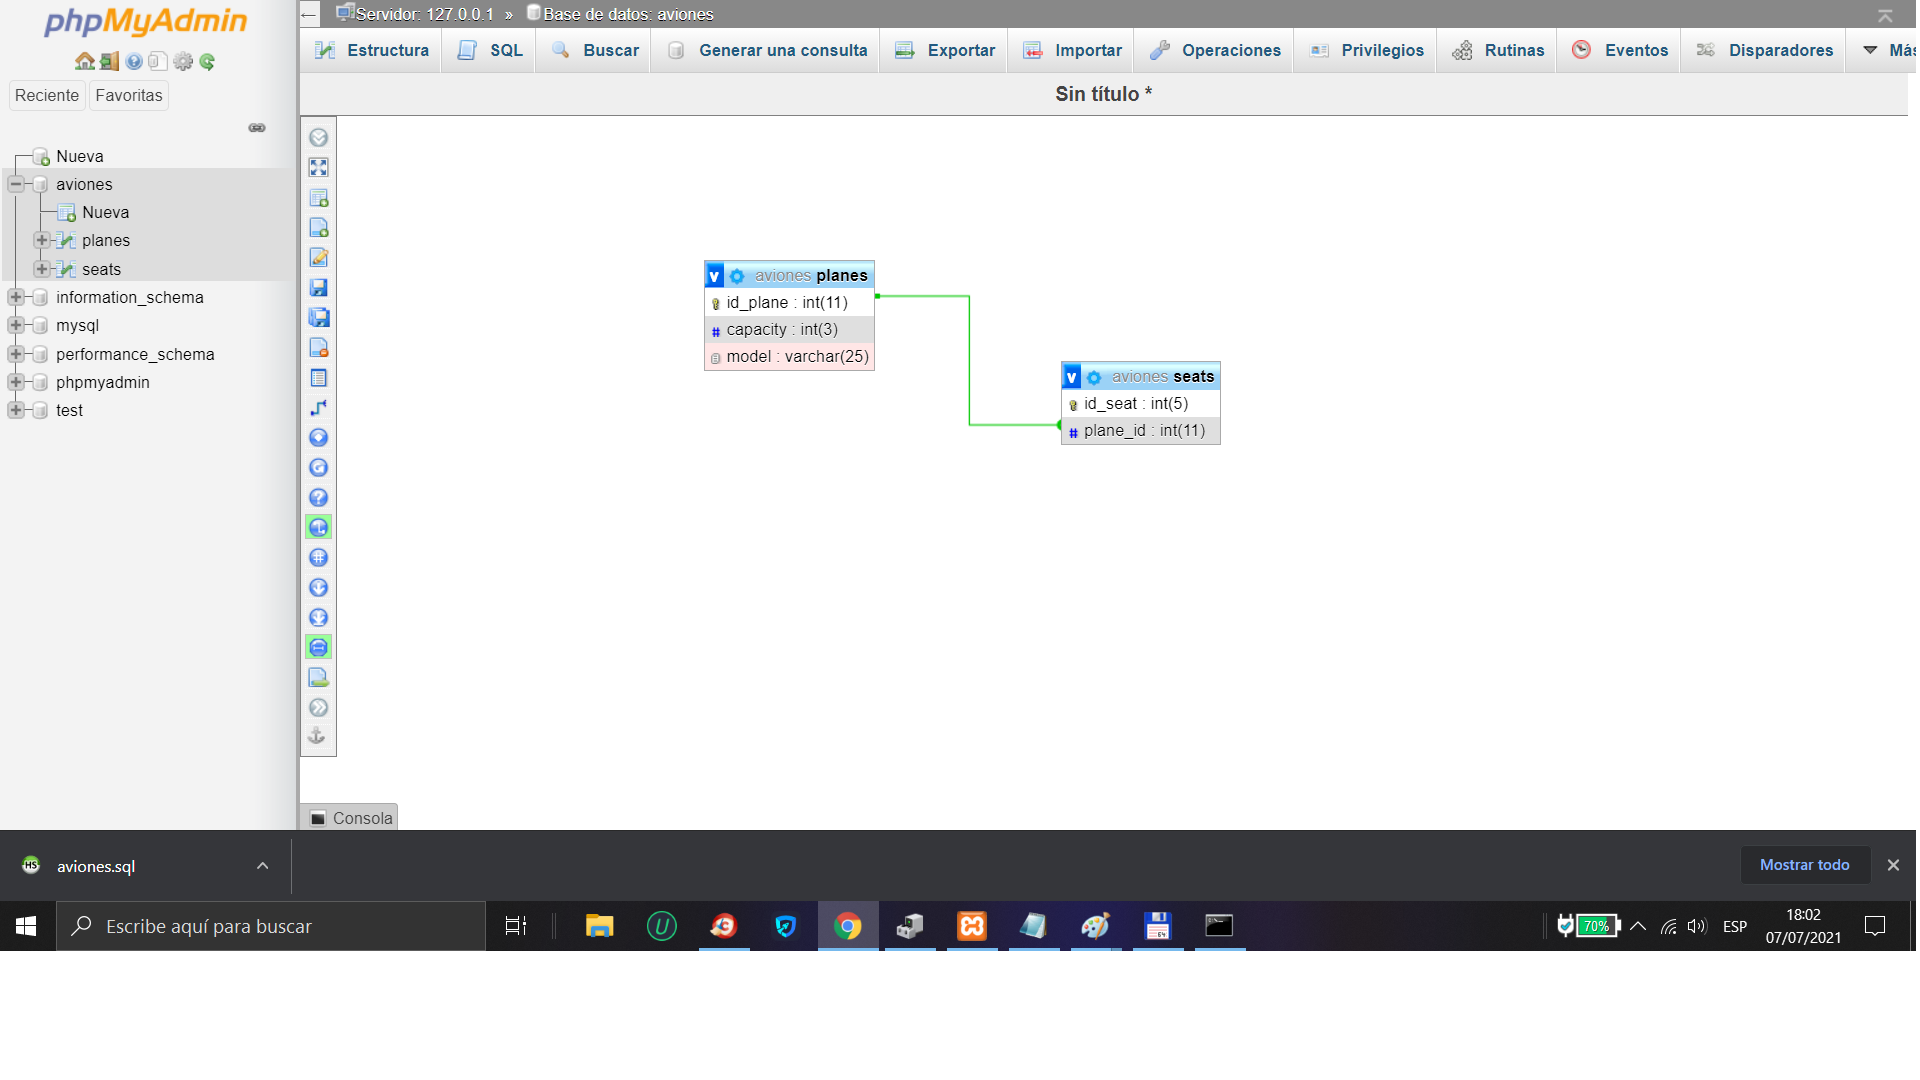 phpMyAdmin
Reciente Favoritas
Nueva
aviones
Nueva
planes
seats
information_schema
mysql
performance_schema
phpmyadmin
test
← Servidor: 127.0.0.1 » Base de datos: aviones
Estructura SQL Buscar Generar una consulta Exportar Importar Operaciones Privilegios Rutinas Eventos Disparadores Más
Sin título *
v aviones planes
id_plane : int(11)
# capacity : int(3)
model : varchar(25)
v aviones seats
id_seat : int(5)
# plane_id : int(11)
Consola
HS aviones.sql
Mostrar todo
Escribe aquí para buscar
64
70%
ESP
18:02
07/07/2021